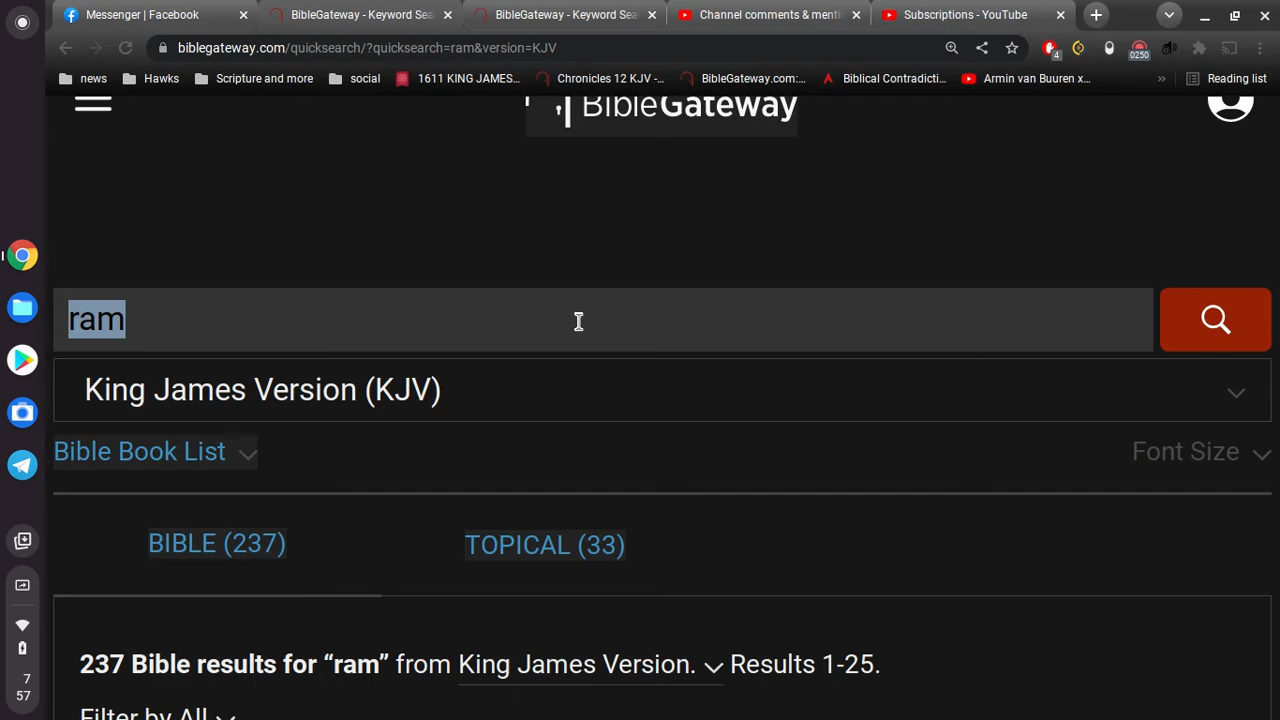 Messenger | Facebook
BibleGateway - Keyword Sea
BibleGateway - Keyword Sea
Channel comments & menti
Subscriptions - YouTube
biblegateway.com/quicksearch/?quicksearch=ram&version=KJV
4
0250
news
Hawks
Scripture and more
social
1611 KING JAMES...
Chronicles 12 KJV -...
BibleGateway.com:...
Biblical Contradicti...
Armin van Buuren x...
»
Reading list
BibleGateway
ram
King James Version (KJV)
Bible Book List
Font Size
BIBLE (237)
TOPICAL (33)
237 Bible results for “ram” from King James Version. Results 1-25.
Filter by All
7
57